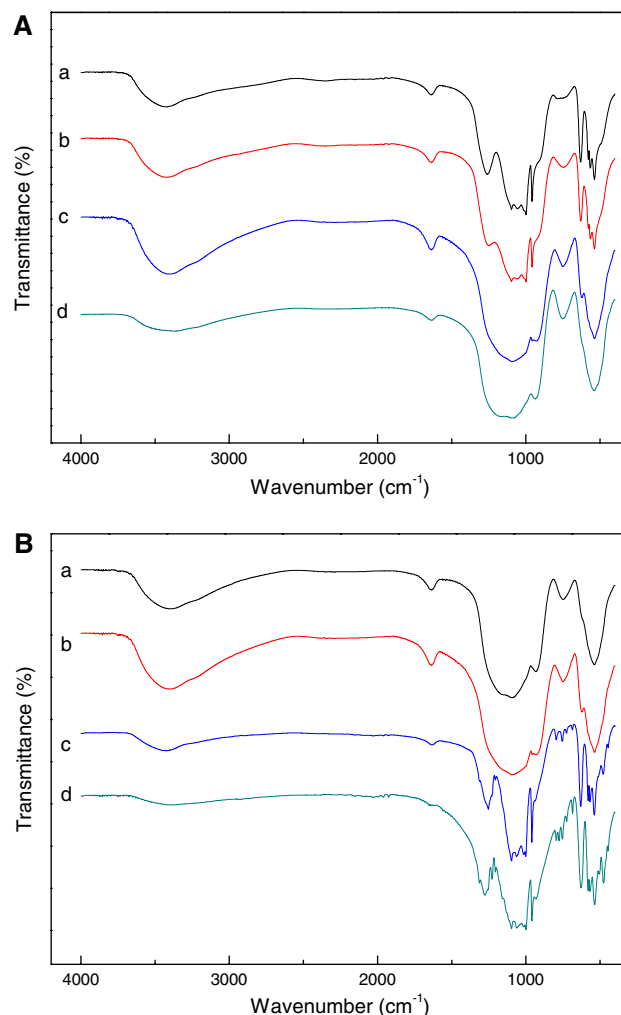 A
a
b
c
d
Transmittance (%)
4000 3000 2000 1000
Wavenumber (cm⁻¹)
B
a
b
c
d
Transmittance (%)
4000 3000 2000 1000
Wavenumber (cm⁻¹)